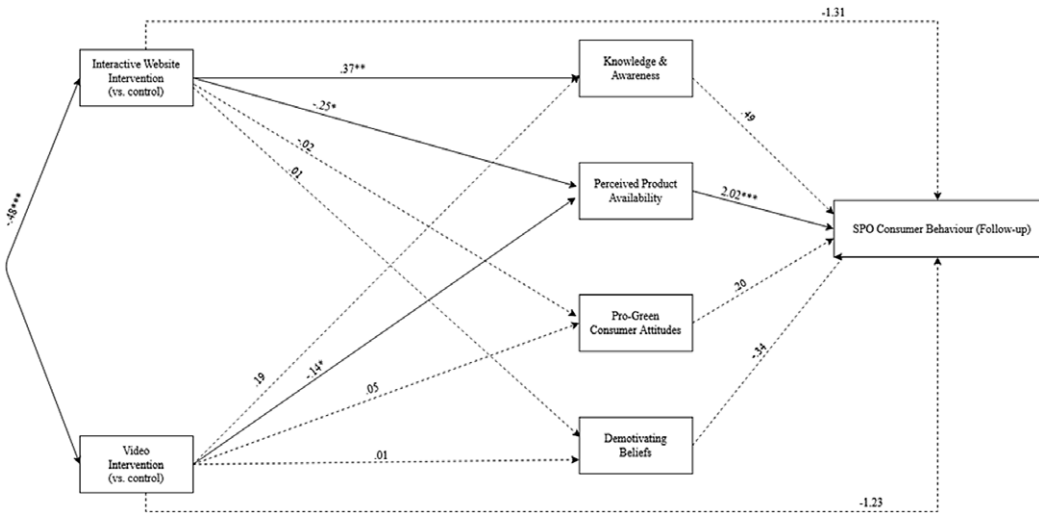 -1.31
Interactive Website
Intervention
(vs. control)
.37**
Knowledge &
Awareness
-.25*
.49
-.02
.01
Perceived Product
Availability
2.02***
-.48***
SPO Consumer Behaviour (Follow-up)
.20
Pro-Green
Consumer Attitudes
.19
-.14*
.05
-.34
Video
Intervention
(vs. control)
.01
Demotivating
Beliefs
-1.23